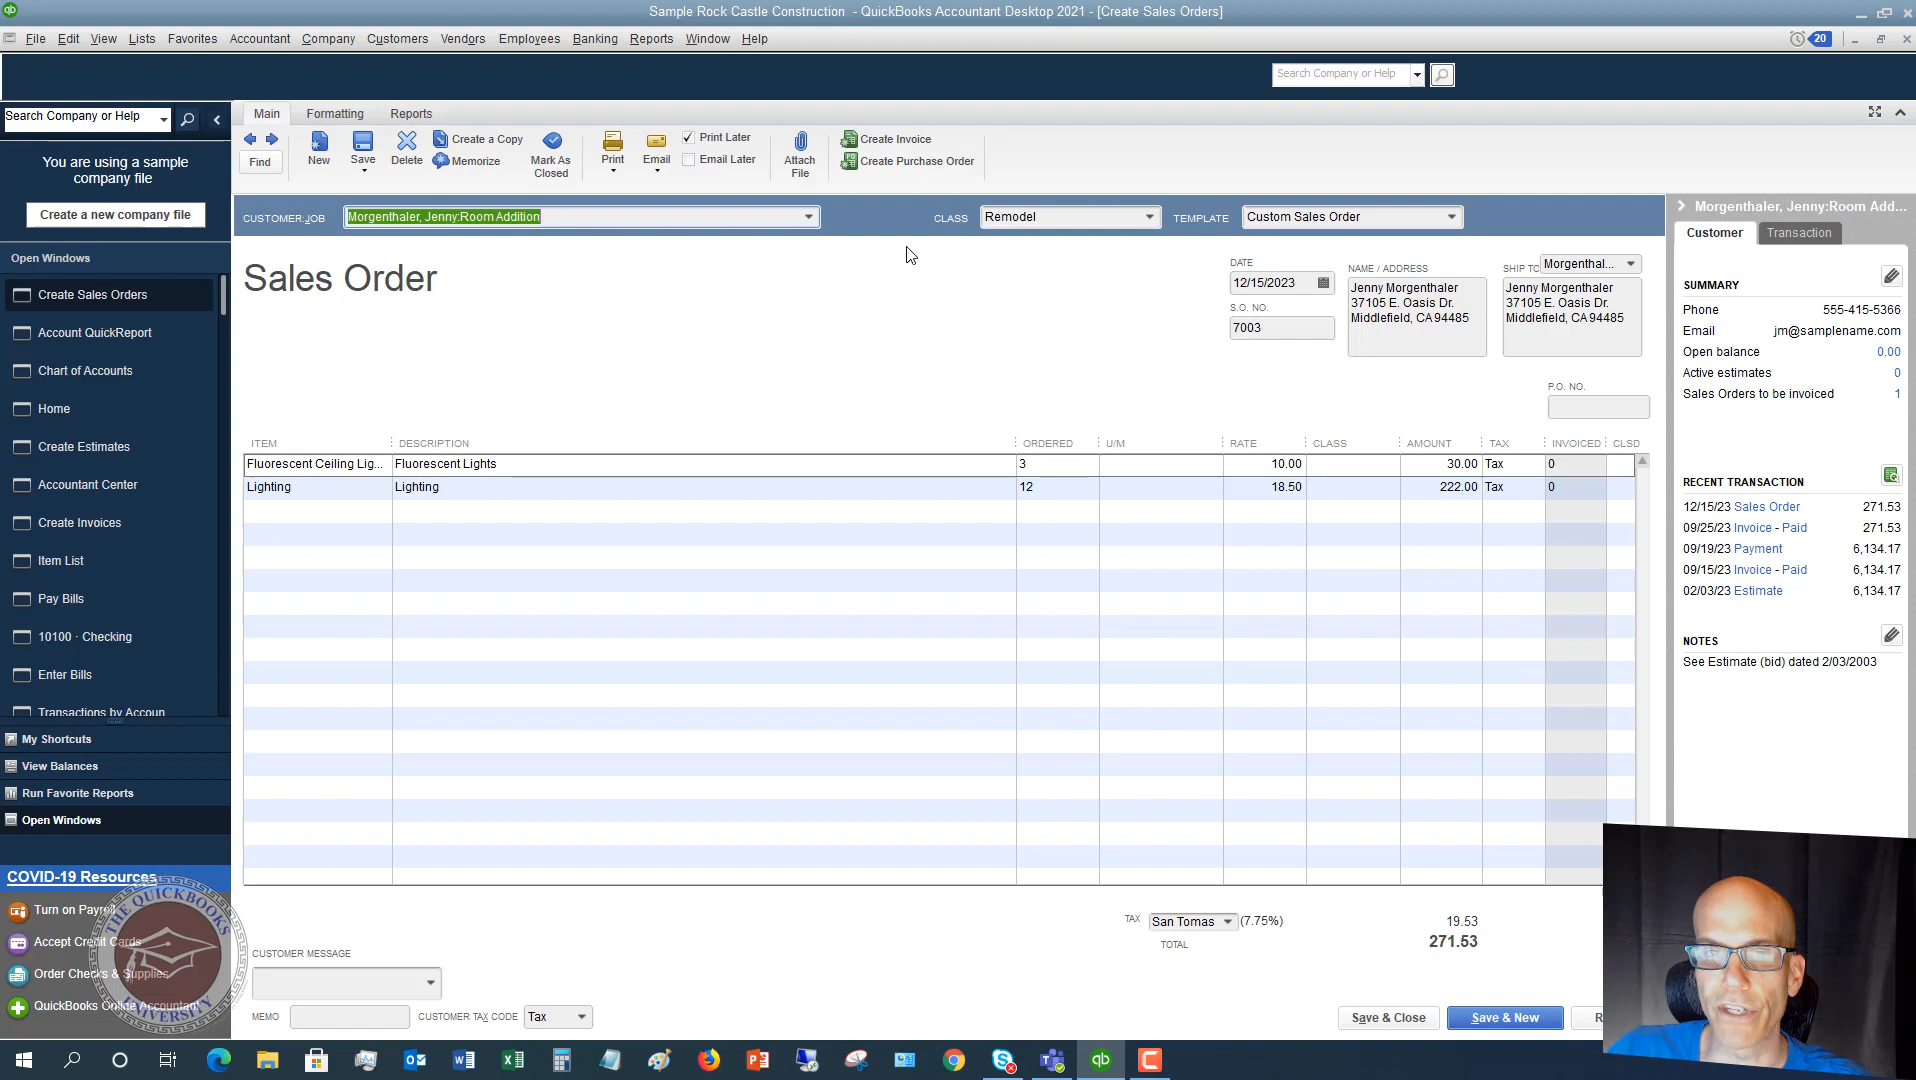 Sample Rock Castle Construction - QuickBooks Accountant Desktop 2021 - [Create Sales Orders]
File Edit View Lists Favorites Accountant Company Customers Vendors Employees Banking Reports Window Help
20
Search Company or Help
Search Company or Help
You are using a sample
company file
Create a new company file
Open Windows
Create Sales Orders
Account QuickReport
Chart of Accounts
Home
Create Estimates
Accountant Center
Create Invoices
Item List
Pay Bills
10100 · Checking
Enter Bills
Transactions by Accoun
My Shortcuts
View Balances
Run Favorite Reports
Open Windows
COVID-19 Resources
Turn on Payroll
Accept Credit Cards
Order Checks & Supplies
QuickBooks Online Accountant
THE QUICKBOOKS
UNIVERSITY
Main Formatting Reports
Find
New
Save
Delete
Create a Copy
Memorize
Mark As
Closed
Print
Email
Print Later
Email Later
Attach
File
Create Invoice
Create Purchase Order
CUSTOMER:JOB Morgenthaler, Jenny:Room Addition
CLASS Remodel
TEMPLATE Custom Sales Order
Sales Order
DATE
12/15/2023
S.O. NO.
7003
NAME / ADDRESS
Jenny Morgenthaler
37105 E. Oasis Dr.
Middlefield, CA 94485
SHIP TO Morgenthal...
Jenny Morgenthaler
37105 E. Oasis Dr.
Middlefield, CA 94485
P.O. NO.
ITEM DESCRIPTION ORDERED U/M RATE CLASS AMOUNT TAX INVOICED CLSD
Fluorescent Ceiling Lig... Fluorescent Lights 3 10.00 30.00 Tax 0
Lighting Lighting 12 18.50 222.00 Tax 0
TAX San Tomas (7.75%) 19.53
TOTAL 271.53
CUSTOMER MESSAGE
MEMO
CUSTOMER TAX CODE Tax
Save & Close
Save & New
R
Morgenthaler, Jenny:Room Add...
Customer Transaction
SUMMARY
Phone 555-415-5366
Email jm@samplename.com
Open balance 0.00
Active estimates 0
Sales Orders to be invoiced 1
RECENT TRANSACTION
12/15/23 Sales Order 271.53
09/25/23 Invoice - Paid 271.53
09/19/23 Payment 6,134.17
09/15/23 Invoice - Paid 6,134.17
02/03/23 Estimate 6,134.17
NOTES
See Estimate (bid) dated 2/03/2003